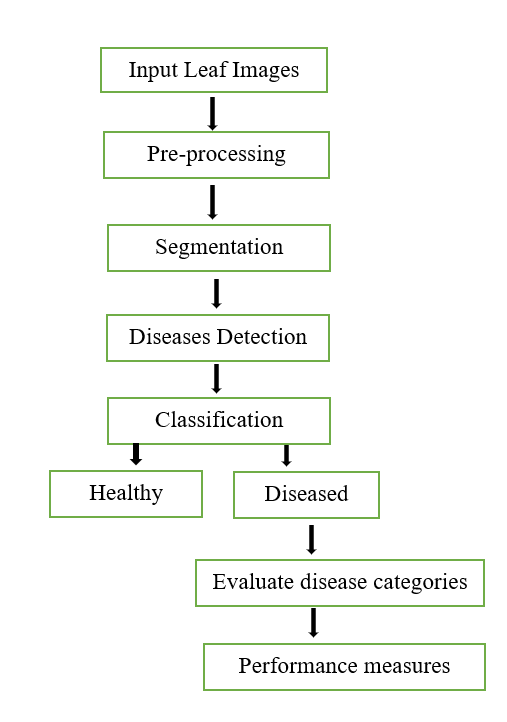 Input Leaf Images
Pre-processing
Segmentation
Diseases Detection
Classification
Healthy
Diseased
Evaluate disease categories
Performance measures